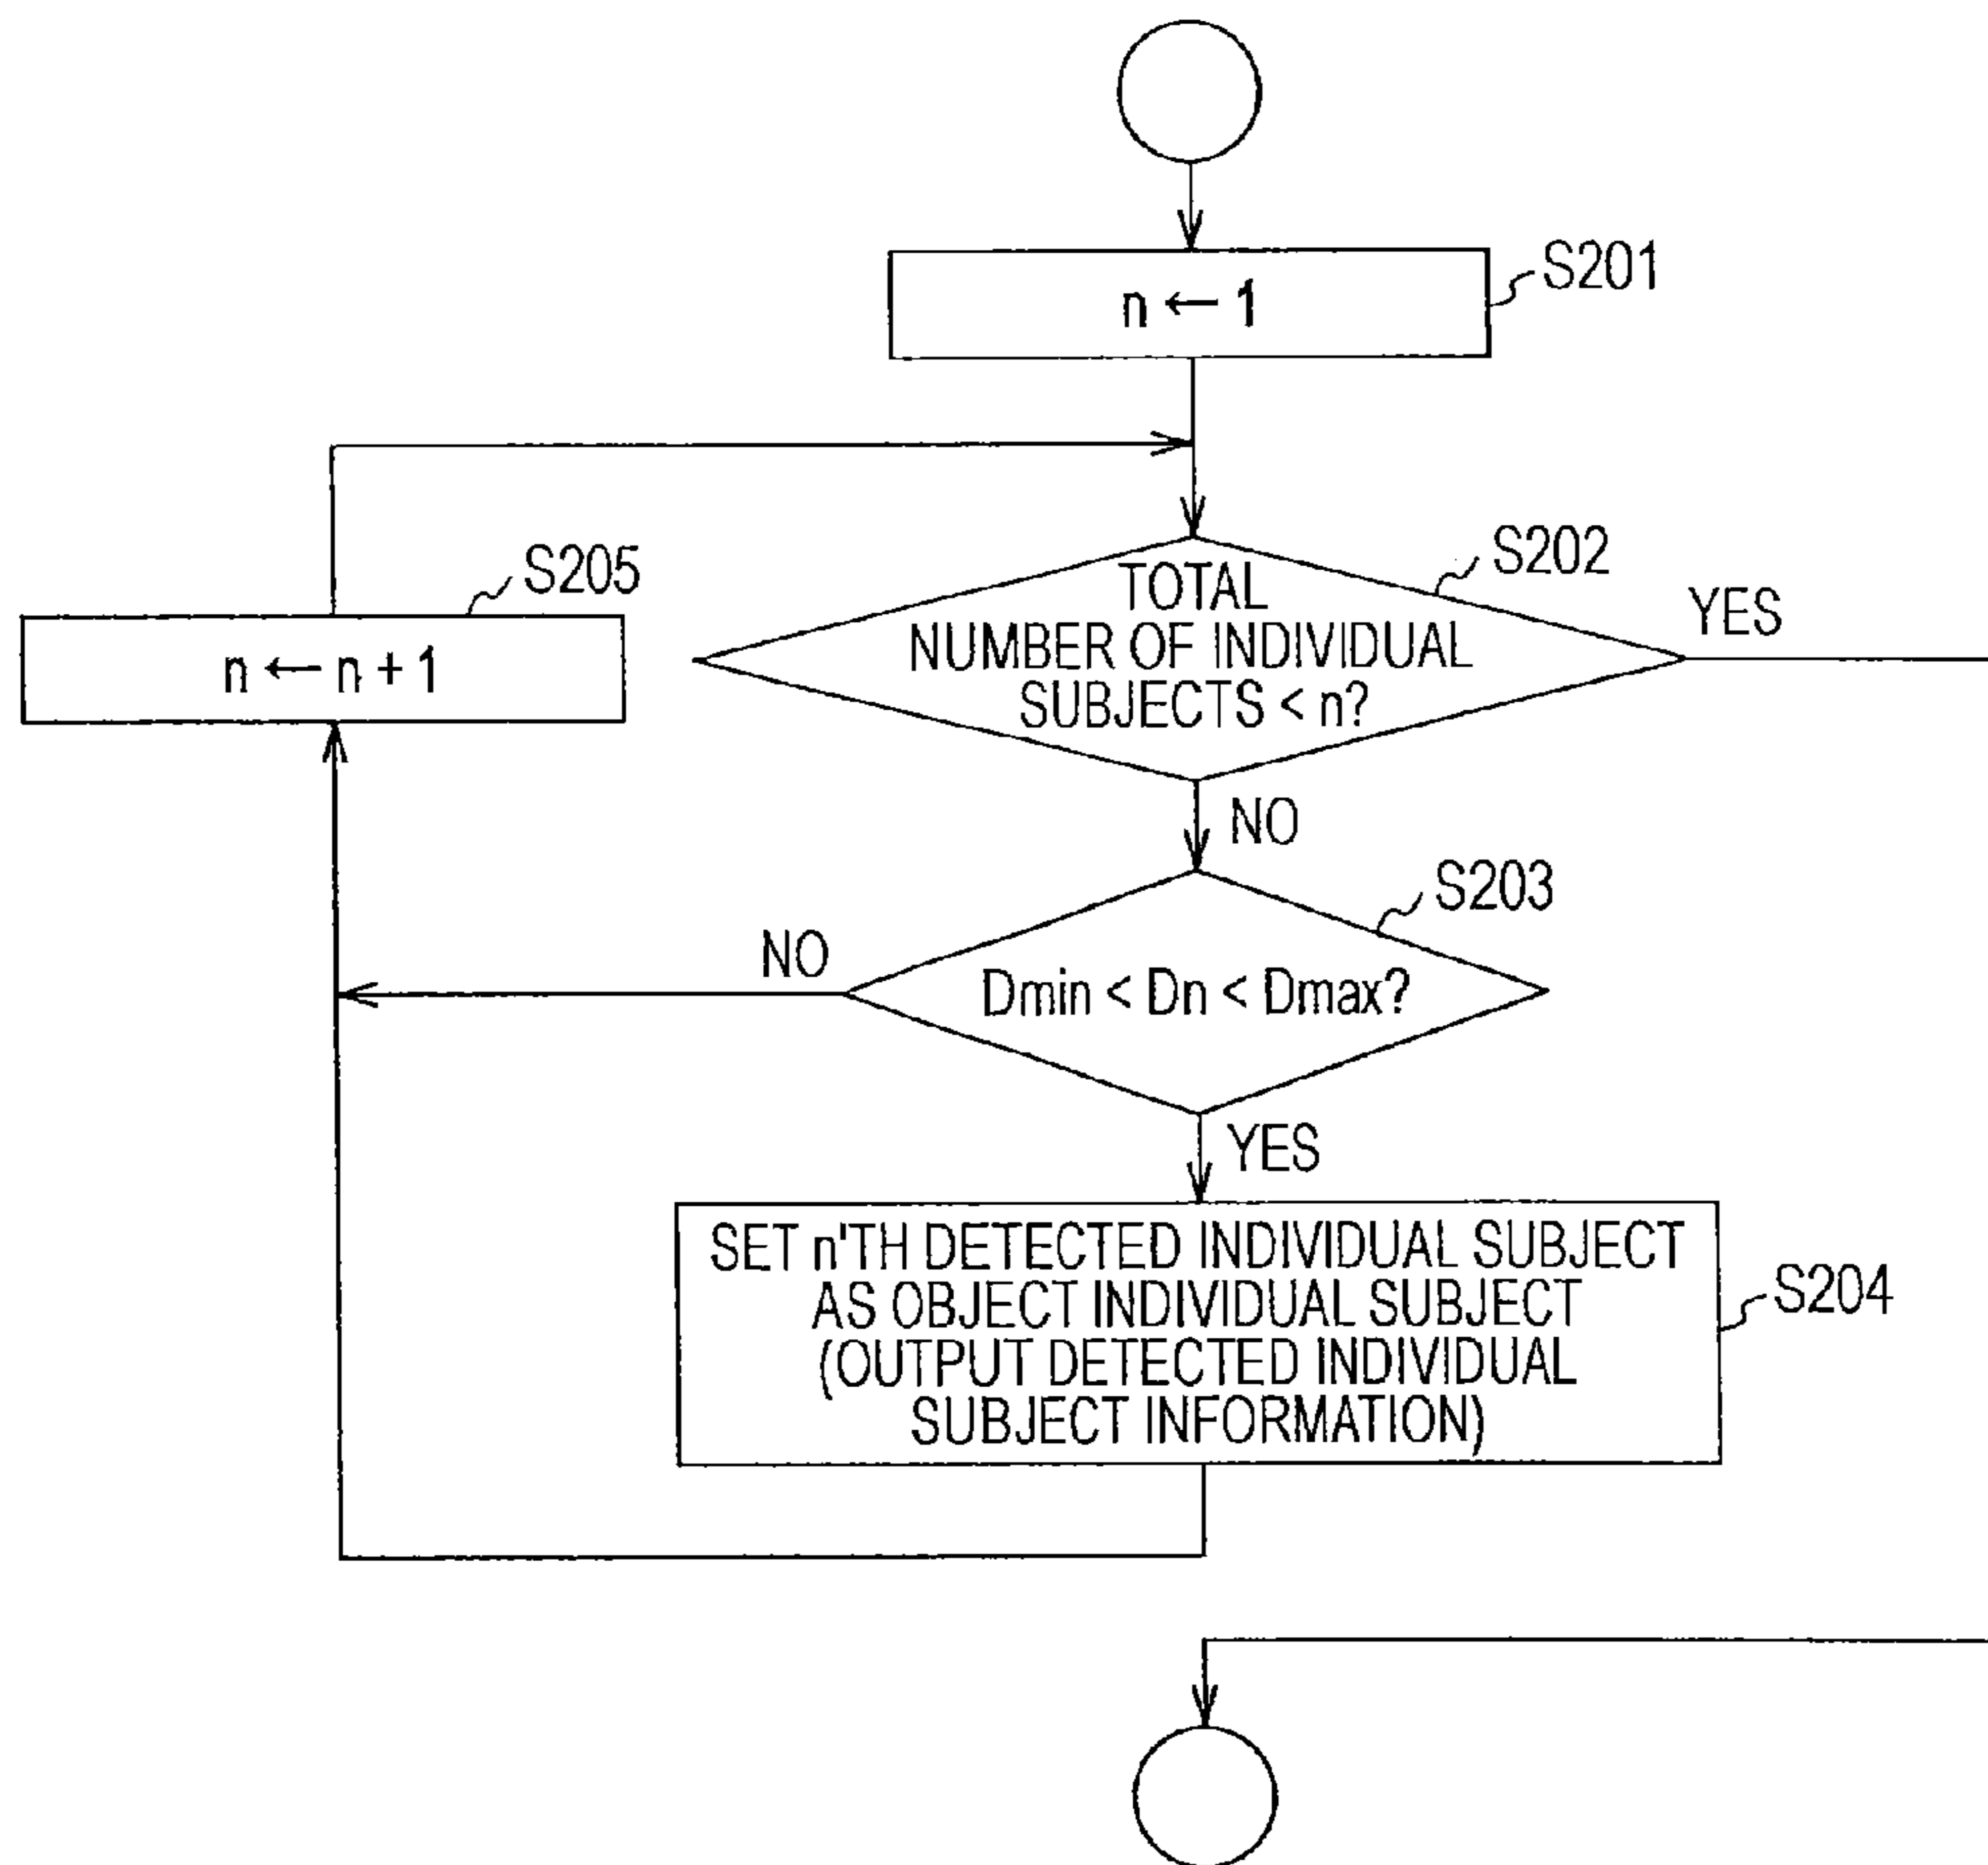 S201
n ← 1
S205
n ← n + 1
S202
TOTAL
NUMBER OF INDIVIDUAL
SUBJECTS < n?
YES
NO
S203
NO
Dmin < Dn < Dmax?
YES
SET n'TH DETECTED INDIVIDUAL SUBJECT
AS OBJECT INDIVIDUAL SUBJECT
(OUTPUT DETECTED INDIVIDUAL
SUBJECT INFORMATION)
S204